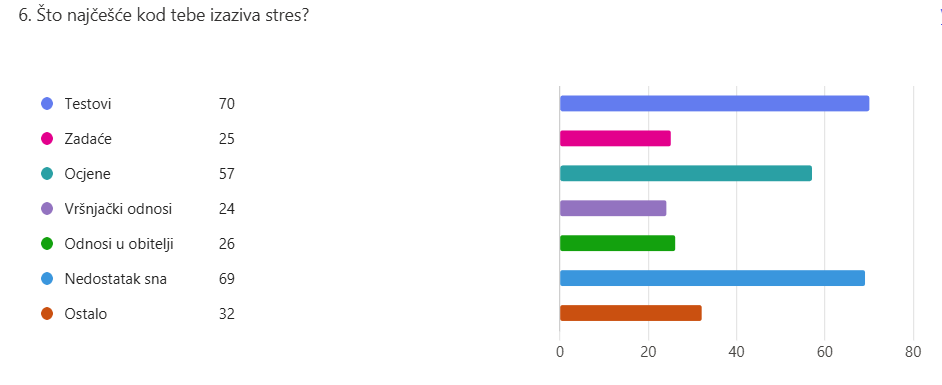 6. Što najčešće kod tebe izaziva stres?
Testovi 70
Zadaće 25
Ocjene 57
Vršnjački odnosi 24
Odnosi u obitelji 26
Nedostatak sna 69
Ostalo 32
0 20 40 60 80